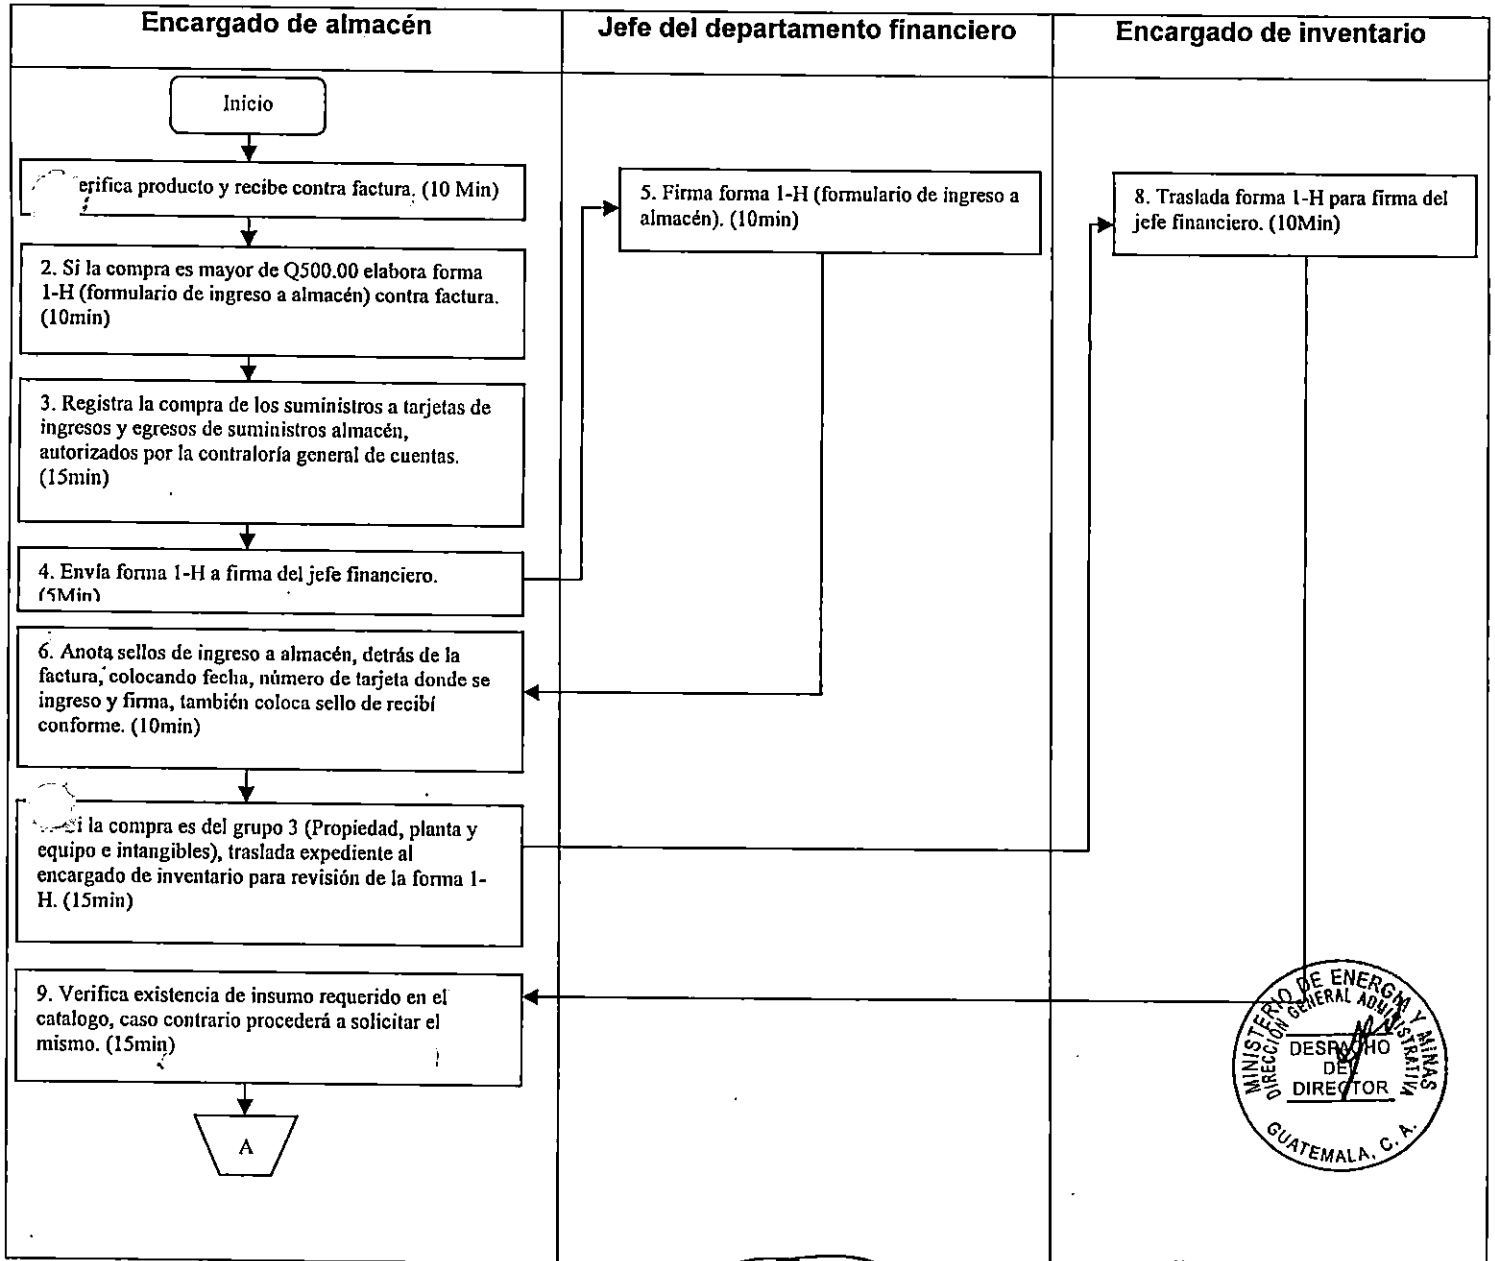 Encargado de almacén
Jefe del departamento financiero
Encargado de inventario
Inicio
erifica producto y recibe contra factura. (10 Min)
2. Si la compra es mayor de Q500.00 elabora forma
1-H (formulario de ingreso a almacén) contra factura.
(10min)
3. Registra la compra de los suministros a tarjetas de
ingresos y egresos de suministros almacén,
autorizados por la contraloría general de cuentas.
(15min)
4. Envía forma 1-H a firma del jefe financiero.
(5Min)
5. Firma forma 1-H (formulario de ingreso a
almacén). (10min)
6. Anota sellos de ingreso a almacén, detrás de la
factura, colocando fecha, número de tarjeta donde se
ingreso y firma, también coloca sello de recibí
conforme. (10min)
i la compra es del grupo 3 (Propiedad, planta y
equipo e intangibles), traslada expediente al
encargado de inventario para revisión de la forma 1-
H. (15min)
8. Traslada forma 1-H para firma del
jefe financiero. (10Min)
9. Verifica existencia de insumo requerido en el
catalogo, caso contrario procederá a solicitar el
mismo. (15min)
A
MINISTERIO DE ENERGIA Y MINAS
DIRECCIÓN GENERAL ADMINISTRATIVA
DESPACHO
DEL
DIRECTOR
GUATEMALA, C. A.